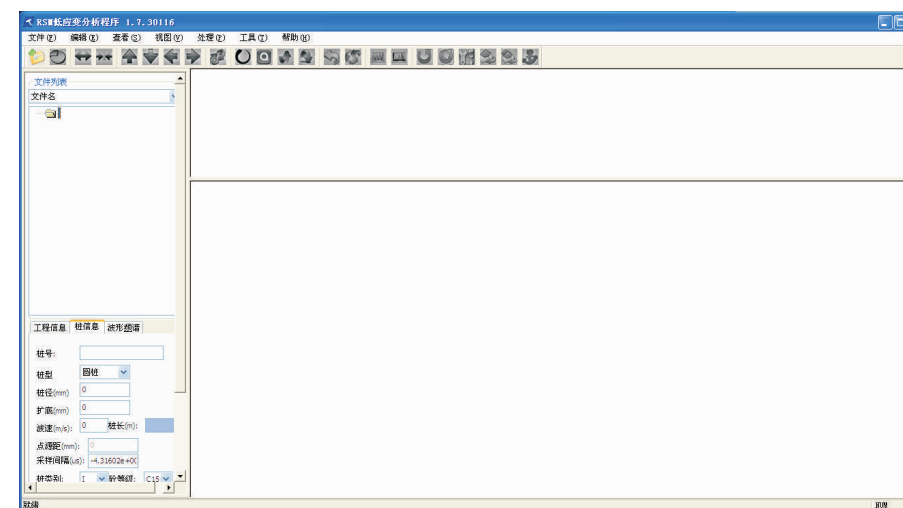 RSM低应变分析程序 1.7.30116
文件(F) 编辑(E) 查看(S) 视图(V) 处理(P) 工具(T) 帮助(H)
文件列表
文件名
工程信息 桩信息 波形频谱
桩号:
桩型 圆桩
桩径(mm) 0
扩底(mm) 0
波速(m/s): 0 桩长(m):
点源距(mm): 0
采样间隔(us): -4.31602e+00
桩类别: I 砼等级: C15
就绪